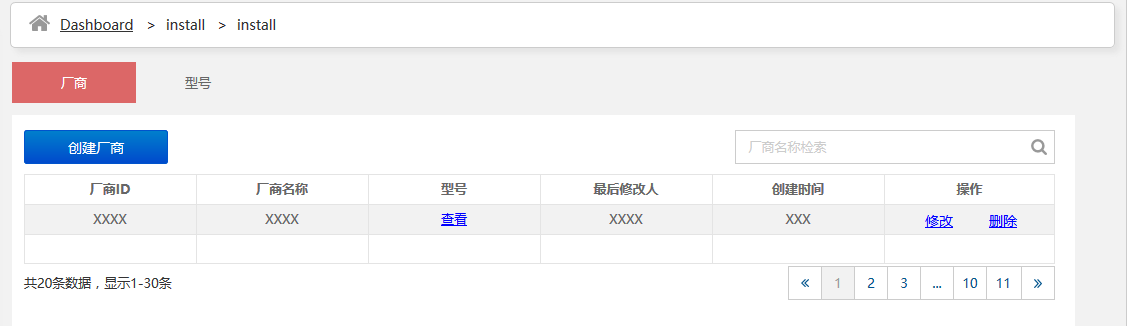 Dashboard > install > install
厂商 型号
创建厂商 厂商名称检索
厂商ID 厂商名称 型号 最后修改人 创建时间 操作
XXXX XXXX 查看 XXXX XXX 修改 删除
共20条数据，显示1-30条 « 1 2 3 ... 10 11 »